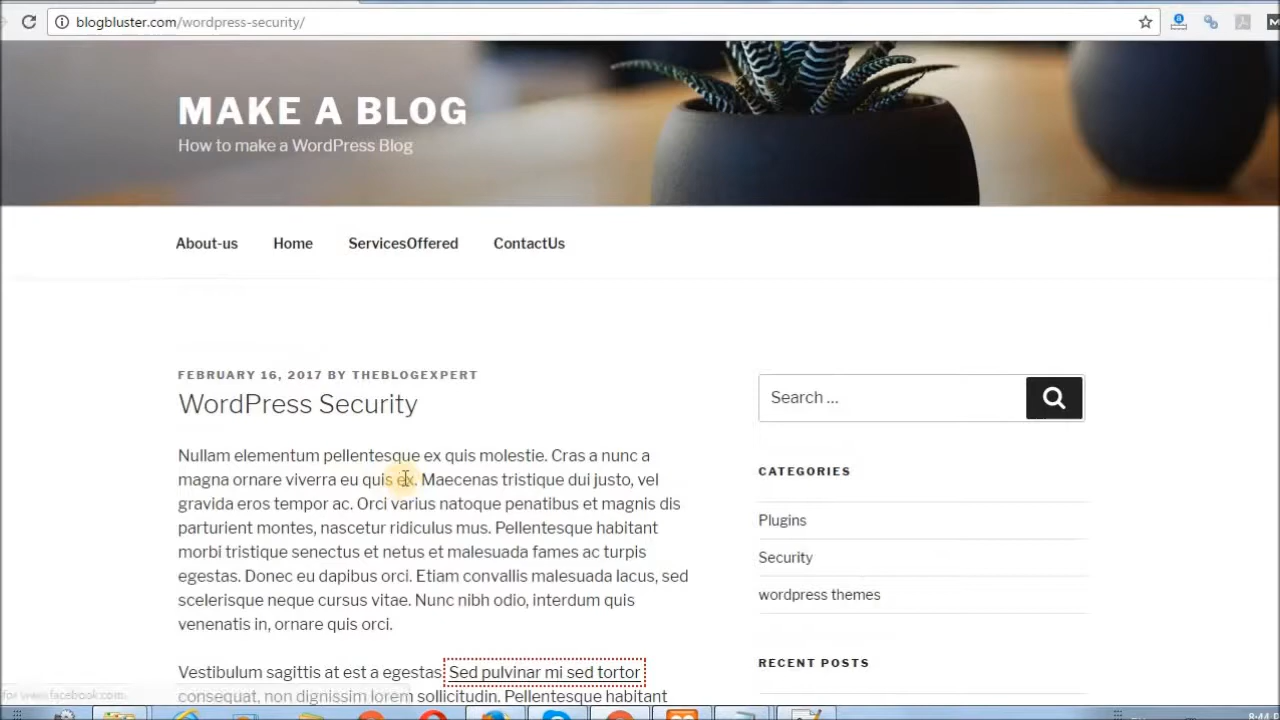 blogbluster.com/wordpress-security/
MAKE A BLOG
How to make a WordPress Blog
About-us Home ServicesOffered ContactUs
FEBRUARY 16, 2017 BY THEBLOGEXPERT
WordPress Security
Nullam elementum pellentesque ex quis molestie. Cras a nunc a
magna ornare viverra eu quis ex. Maecenas tristique dui justo, vel
gravida eros tempor ac. Orci varius natoque penatibus et magnis dis
parturient montes, nascetur ridiculus mus. Pellentesque habitant
morbi tristique senectus et netus et malesuada fames ac turpis
egestas. Donec eu dapibus orci. Etiam convallis malesuada lacus, sed
scelerisque neque cursus vitae. Nunc nibh odio, interdum quis
venenatis in, ornare quis orci.
Vestibulum sagittis at est a egestas Sed pulvinar mi sed tortor
consequat, non dignissim lorem sollicitudin. Pellentesque habitant
Search ...
CATEGORIES
Plugins
Security
wordpress themes
RECENT POSTS
for www.facebook.com...